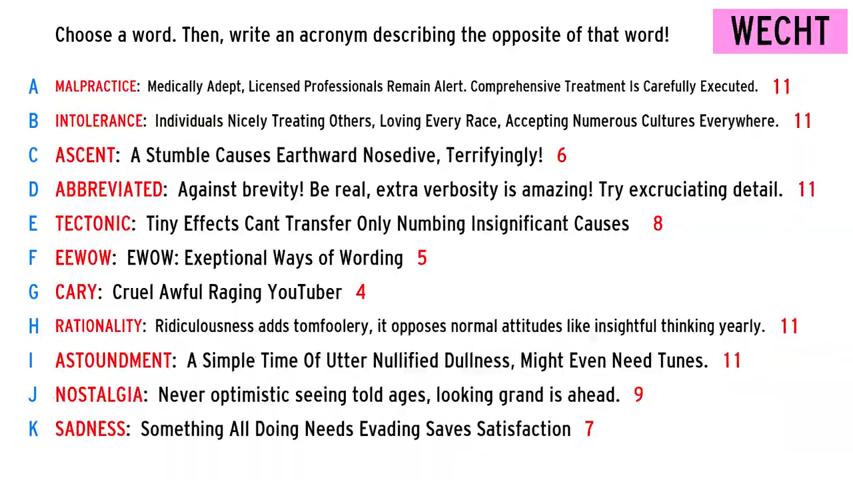 Choose a word. Then, write an acronym describing the opposite of that word!
WECHT
A MALPRACTICE: Medically Adept, Licensed Professionals Remain Alert. Comprehensive Treatment Is Carefully Executed. 11
B INTOLERANCE: Individuals Nicely Treating Others, Loving Every Race, Accepting Numerous Cultures Everywhere. 11
C ASCENT: A Stumble Causes Earthward Nosedive, Terrifyingly! 6
D ABBREVIATED: Against brevity! Be real, extra verbosity is amazing! Try excruciating detail. 11
E TECTONIC: Tiny Effects Cant Transfer Only Numbing Insignificant Causes 8
F EEWOW: EWOW: Exeptional Ways of Wording 5
G CARY: Cruel Awful Raging YouTuber 4
H RATIONALITY: Ridiculousness adds tomfoolery, it opposes normal attitudes like insightful thinking yearly. 11
I ASTOUNDMENT: A Simple Time Of Utter Nullified Dullness, Might Even Need Tunes. 11
J NOSTALGIA: Never optimistic seeing told ages, looking grand is ahead. 9
K SADNESS: Something All Doing Needs Evading Saves Satisfaction 7